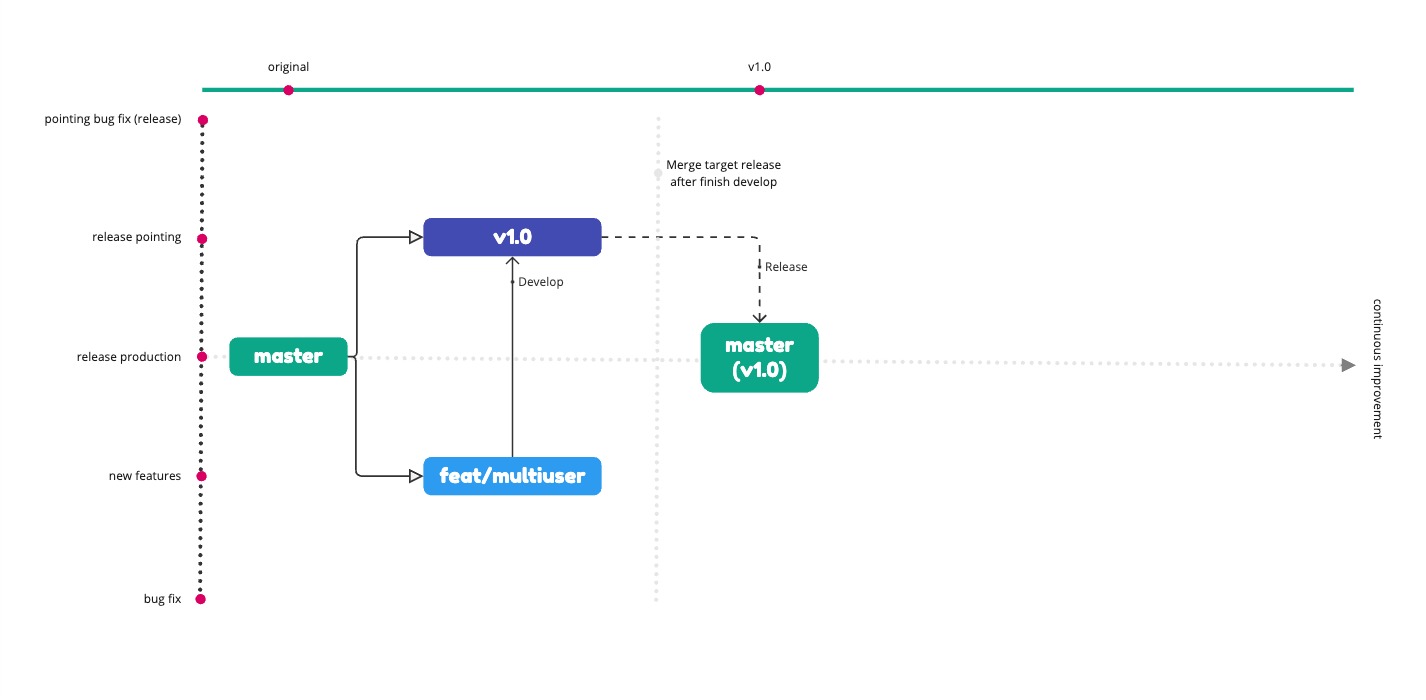 original
v1.0
pointing bug fix (release)
Merge target release
after finish develop
release pointing
v1.0
Release
Develop
release production
master
master
(v1.0)
continuous improvement
new features
feat/multiuser
bug fix